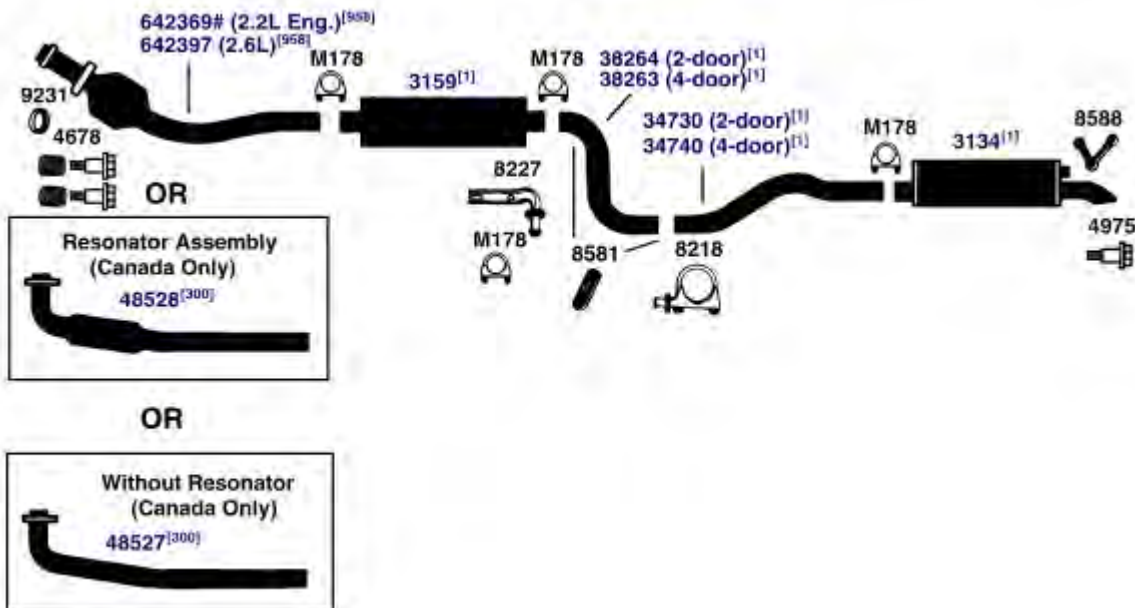 642369# (2.2L Eng.)[958]
642397 (2.6L)[958]
M178
3159[1]
M178
38264 (2-door)[1]
38263 (4-door)[1]
34730 (2-door)[1]
34740 (4-door)[1]
M178
3134[1]
8588
9231
4678
8227
M178
8581
8218
4975
OR
Resonator Assembly
(Canada Only)
48528[300]
OR
Without Resonator
(Canada Only)
48527[300]